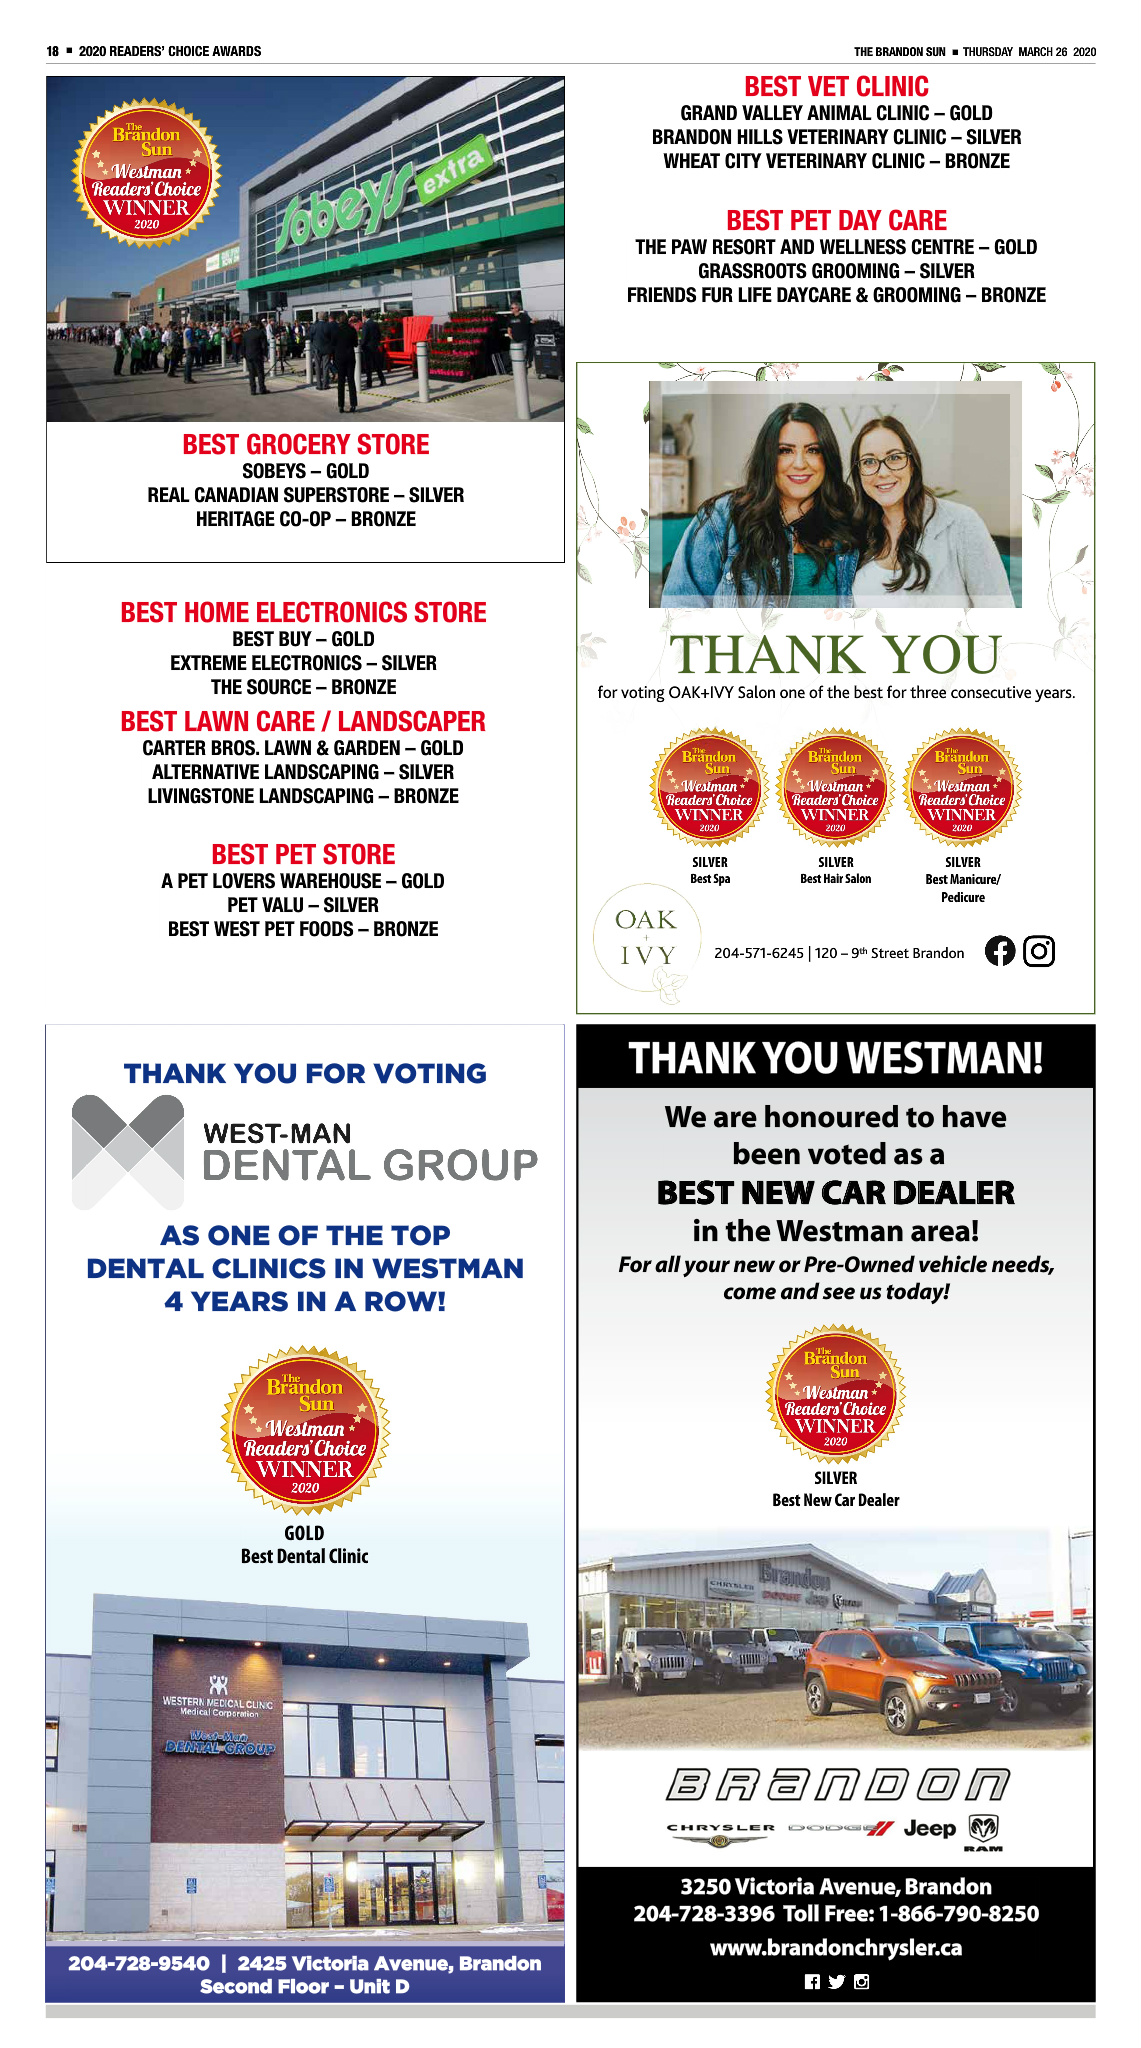 18 ■ 2020 READERS' CHOICE AWARDS
THE BRANDON SUN ■ THURSDAY MARCH 26 2020
The
Brandon
Sun
Westman
Readers' Choice
WINNER
2020
Sobeys extra
BEST GROCERY STORE
SOBEYS – GOLD
REAL CANADIAN SUPERSTORE – SILVER
HERITAGE CO-OP – BRONZE
BEST HOME ELECTRONICS STORE
BEST BUY – GOLD
EXTREME ELECTRONICS – SILVER
THE SOURCE – BRONZE
BEST LAWN CARE / LANDSCAPER
CARTER BROS. LAWN & GARDEN – GOLD
ALTERNATIVE LANDSCAPING – SILVER
LIVINGSTONE LANDSCAPING – BRONZE
BEST PET STORE
A PET LOVERS WAREHOUSE – GOLD
PET VALU – SILVER
BEST WEST PET FOODS – BRONZE
BEST VET CLINIC
GRAND VALLEY ANIMAL CLINIC – GOLD
BRANDON HILLS VETERINARY CLINIC – SILVER
WHEAT CITY VETERINARY CLINIC – BRONZE
BEST PET DAY CARE
THE PAW RESORT AND WELLNESS CENTRE – GOLD
GRASSROOTS GROOMING – SILVER
FRIENDS FUR LIFE DAYCARE & GROOMING – BRONZE
THANK YOU
for voting OAK+IVY Salon one of the best for three consecutive years.
The
Brandon
Sun
Westman
Readers' Choice
WINNER
2020
SILVER
Best Spa
The
Brandon
Sun
Westman
Readers' Choice
WINNER
2020
SILVER
Best Hair Salon
The
Brandon
Sun
Westman
Readers' Choice
WINNER
2020
SILVER
Best Manicure/
Pedicure
OAK
+
IVY
204-571-6245 | 120 – 9th Street Brandon
THANK YOU FOR VOTING
WEST-MAN
DENTAL GROUP
AS ONE OF THE TOP
DENTAL CLINICS IN WESTMAN
4 YEARS IN A ROW!
The
Brandon
Sun
Westman
Readers' Choice
WINNER
2020
GOLD
Best Dental Clinic
WESTERN MEDICAL CLINIC
Medical Corporation
West-Man
DENTAL GROUP
204-728-9540 | 2425 Victoria Avenue, Brandon
Second Floor – Unit D
THANK YOU WESTMAN!
We are honoured to have
been voted as a
BEST NEW CAR DEALER
in the Westman area!
For all your new or Pre-Owned vehicle needs,
come and see us today!
The
Brandon
Sun
Westman
Readers' Choice
WINNER
2020
SILVER
Best New Car Dealer
Brandon
CHRYSLER DODGE Jeep
BRANDON
CHRYSLER DODGE Jeep RAM
3250 Victoria Avenue, Brandon
204-728-3396 Toll Free: 1-866-790-8250
www.brandonchrysler.ca